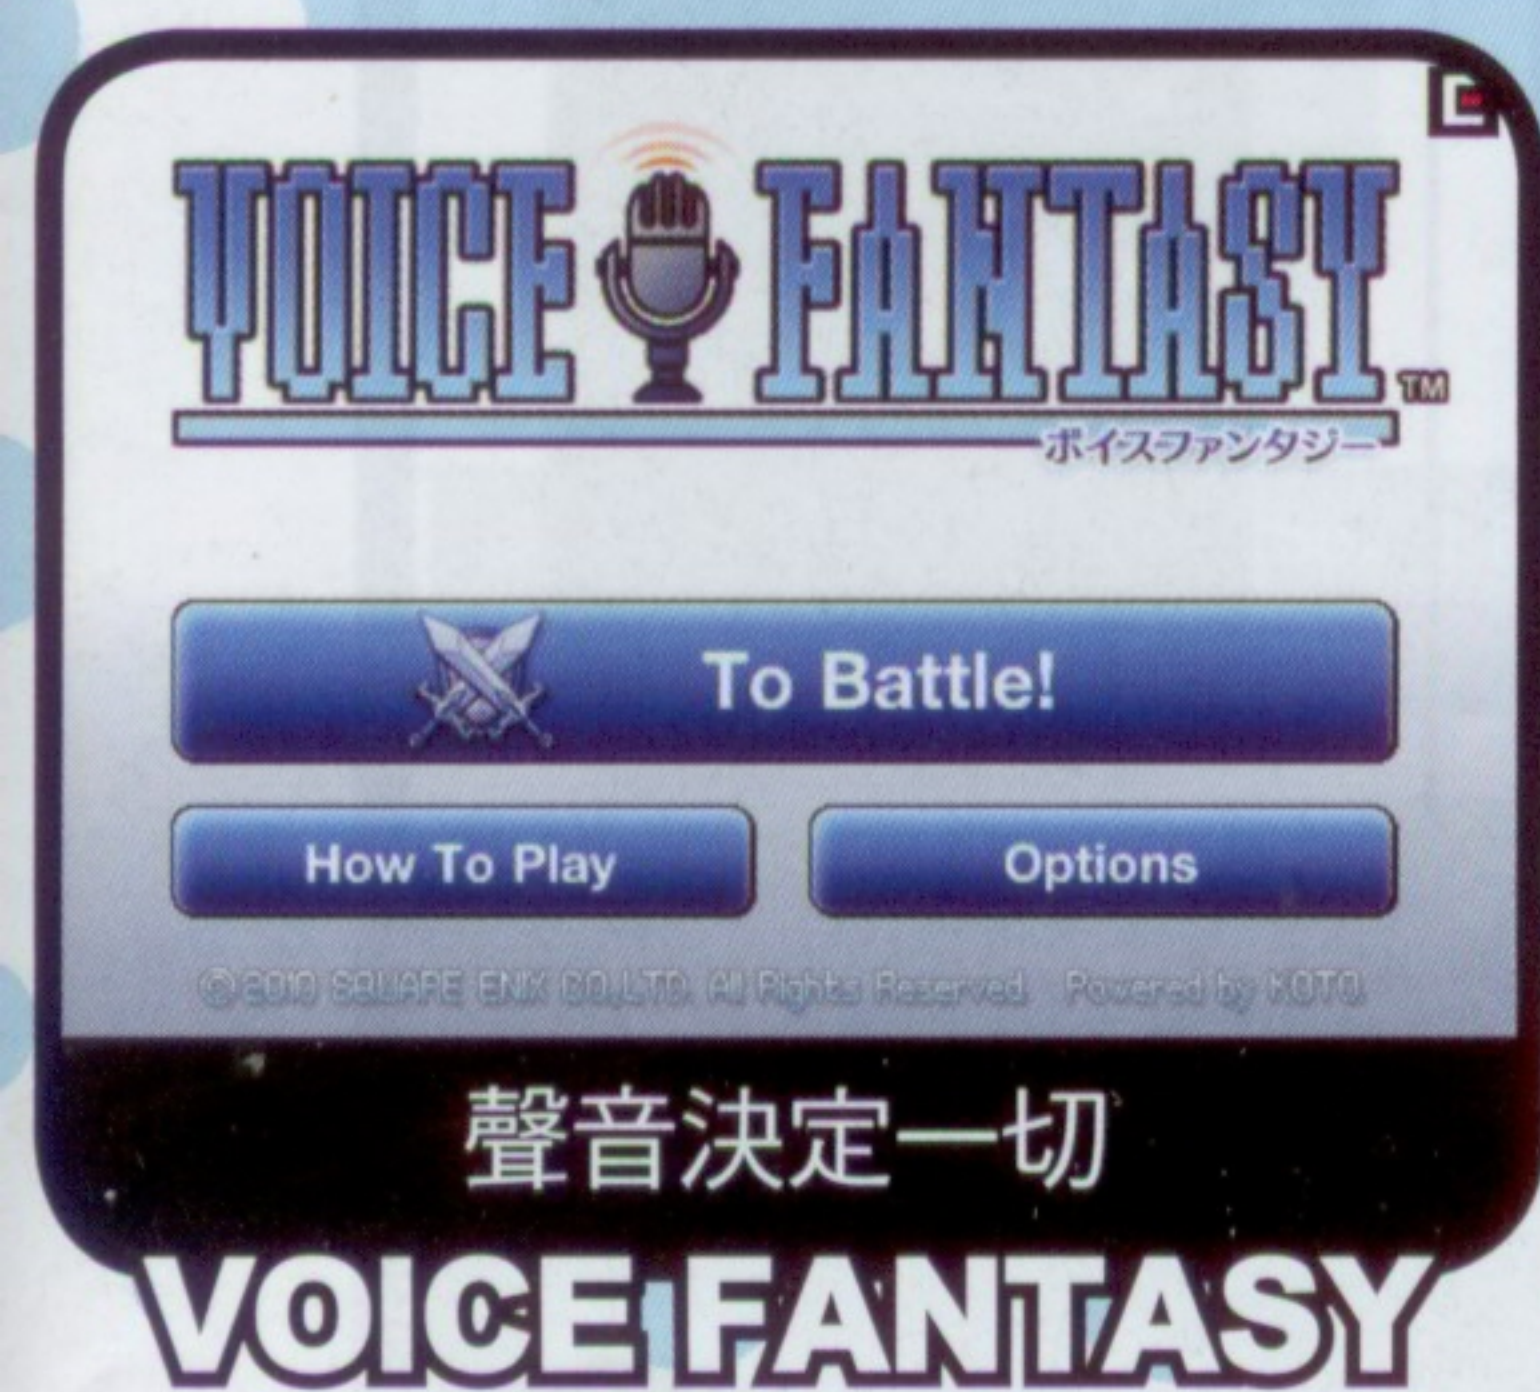 VOICE FANTASY TM
ボイスファンタジー
To Battle!
How To Play
Options
©2010 SQUARE ENIX CO.,LTD. All Rights Reserved. Powered by KOTO.
聲音決定一切
VOICE FANTASY